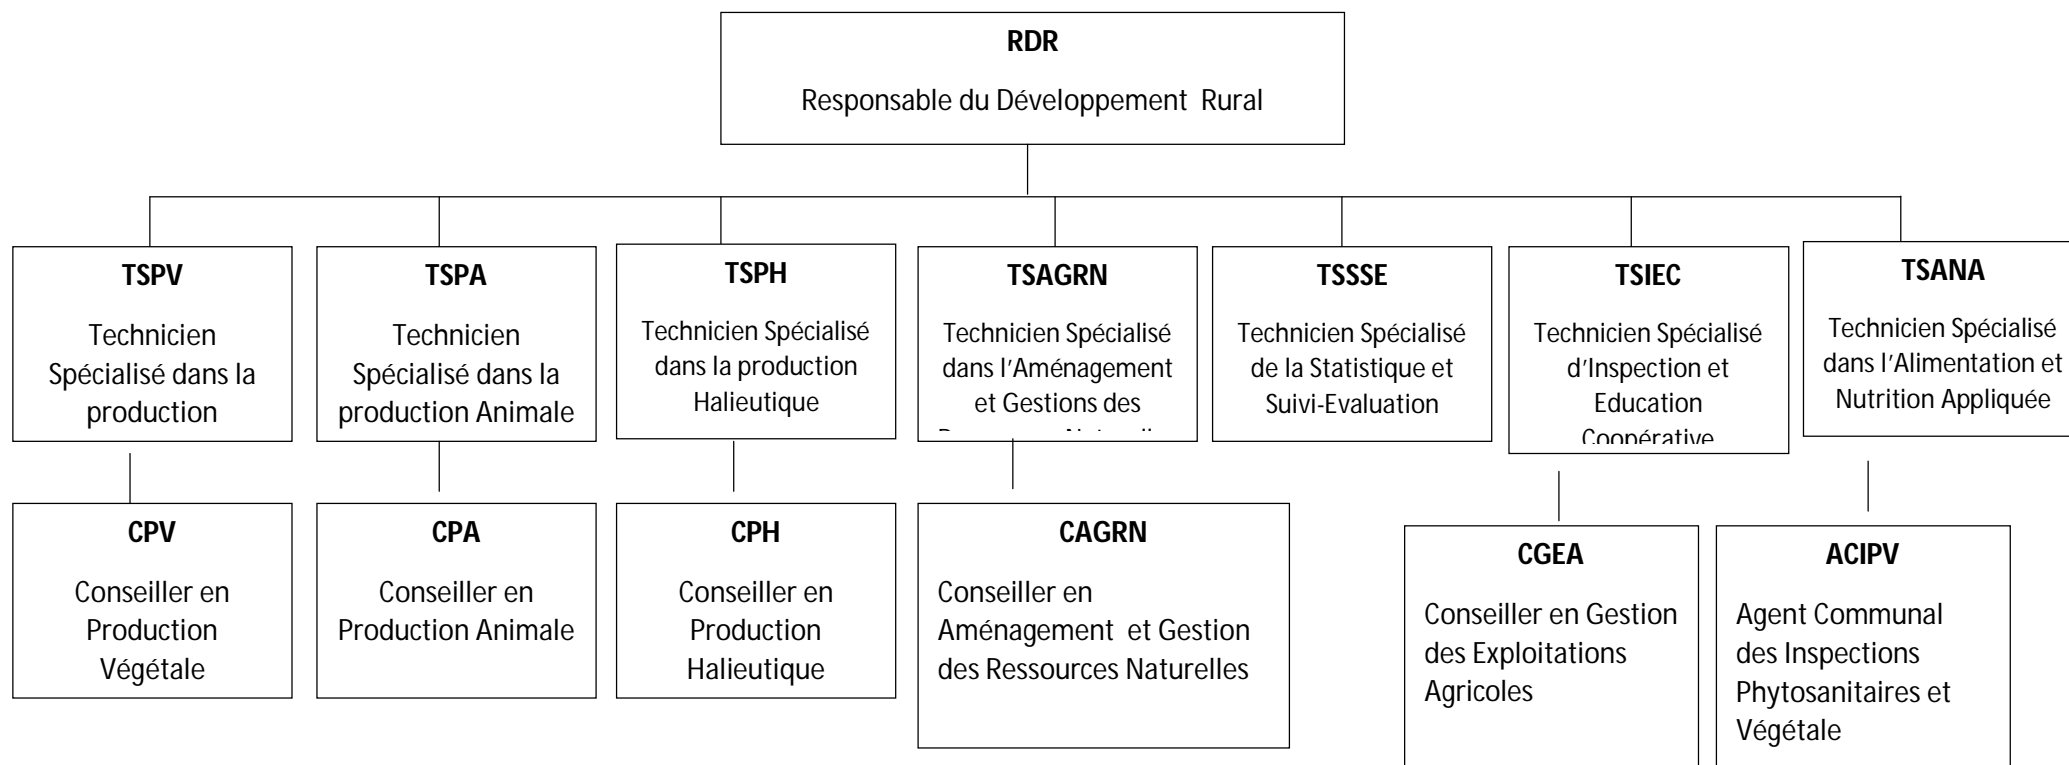 RDR
Responsable du Développement Rural
TSPV
Technicien
Spécialisé dans la
production
TSPA
Technicien
Spécialisé dans la
production Animale
TSPH
Technicien Spécialisé
dans la production
Halieutique
TSAGRN
Technicien Spécialisé
dans l'Aménagement
et Gestions des
TSSSE
Technicien Spécialisé
de la Statistique et
Suivi-Evaluation
TSIEC
Technicien Spécialisé
d'Inspection et
Education
Coopérative
TSANA
Technicien Spécialisé
dans l'Alimentation et
Nutrition Appliquée
CPV
Conseiller en
Production
Végétale
CPA
Conseiller en
Production Animale
CPH
Conseiller en
Production
Halieutique
CAGRN
Conseiller en
Aménagement et Gestion
des Ressources Naturelles
CGEA
Conseiller en Gestion
des Exploitations
Agricoles
ACIPV
Agent Communal
des Inspections
Phytosanitaires et
Végétale